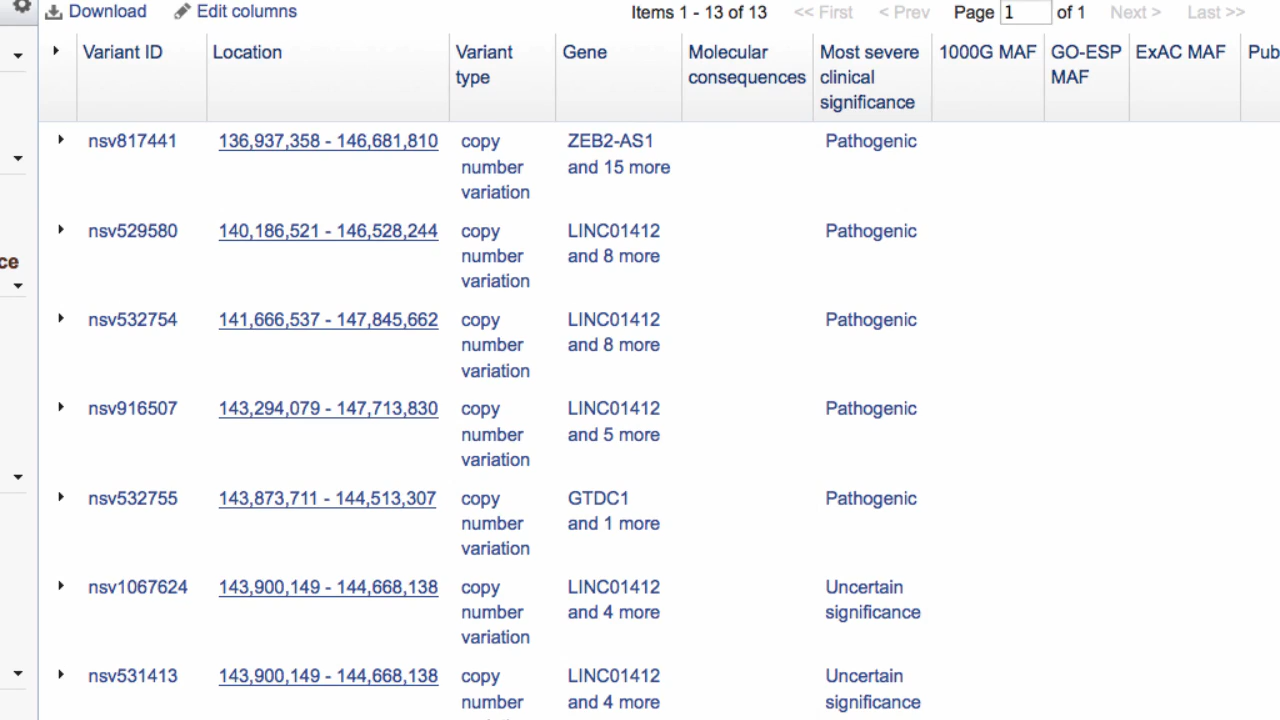 Download Edit columns Items 1 - 13 of 13 << First < Prev Page 1 of 1 Next > Last >>
Variant ID Location Variant type Gene Molecular consequences Most severe clinical significance 1000G MAF GO-ESP MAF ExAC MAF Pub
nsv817441 136,937,358 - 146,681,810 copy number variation ZEB2-AS1 and 15 more Pathogenic
nsv529580 140,186,521 - 146,528,244 copy number variation LINC01412 and 8 more Pathogenic
ce
nsv532754 141,666,537 - 147,845,662 copy number variation LINC01412 and 8 more Pathogenic
nsv916507 143,294,079 - 147,713,830 copy number variation LINC01412 and 5 more Pathogenic
nsv532755 143,873,711 - 144,513,307 copy number variation GTDC1 and 1 more Pathogenic
nsv1067624 143,900,149 - 144,668,138 copy number variation LINC01412 and 4 more Uncertain significance
nsv531413 143,900,149 - 144,668,138 copy number LINC01412 and 4 more Uncertain significance